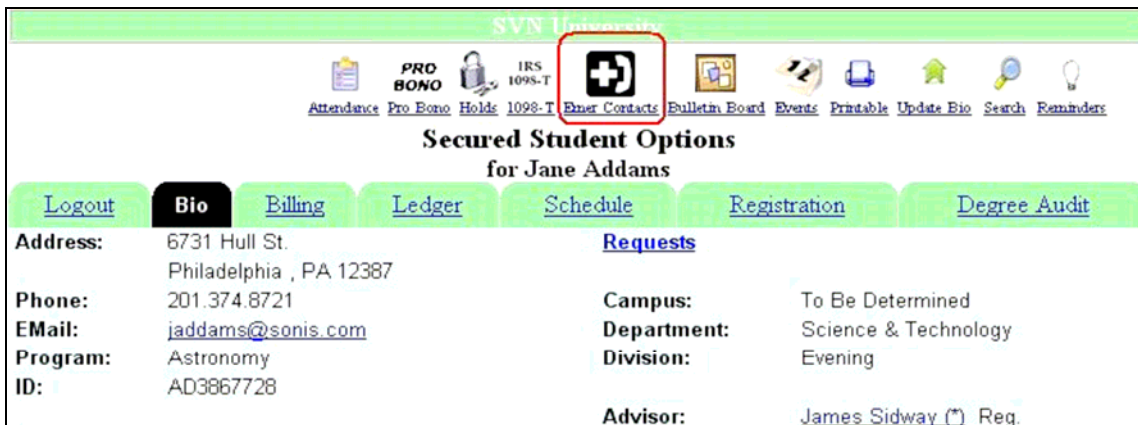 SVN University
PRO BONO
IRS 1098-T
Attendance Pro Bono Holds 1098-T Emer Contacts Bulletin Board Events Printable Update Bio Search Reminders
Secured Student Options
for Jane Addams
Logout Bio Billing Ledger Schedule Registration Degree Audit
Address: 6731 Hull St. Requests
Philadelphia , PA 12387
Phone: 201.374.8721 Campus: To Be Determined
EMail: jaddams@sonis.com Department: Science & Technology
Program: Astronomy Division: Evening
ID: AD3867728
Advisor: James Sidway (*) Reg.